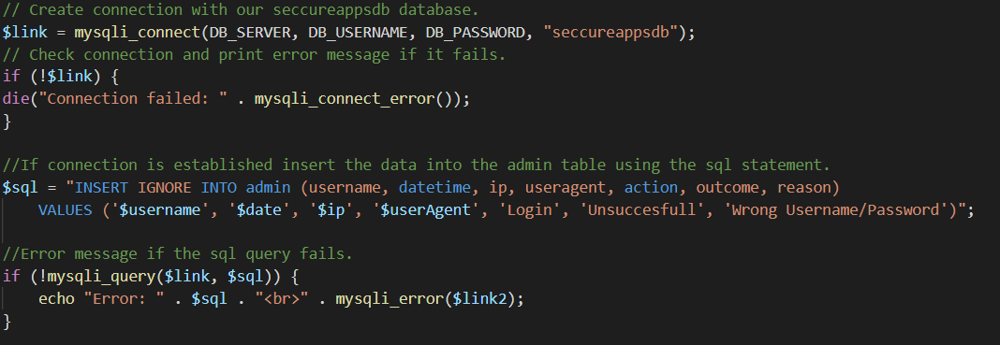 // Create connection with our seccureappsdb database.
$link = mysqli_connect(DB_SERVER, DB_USERNAME, DB_PASSWORD, "seccureappsdb");
// Check connection and print error message if it fails.
if (!$link) {
die("Connection failed: " . mysqli_connect_error());
}
//If connection is established insert the data into the admin table using the sql statement.
$sql = "INSERT IGNORE INTO admin (username, datetime, ip, useragent, action, outcome, reason)
VALUES ('$username', '$date', '$ip', '$userAgent', 'Login', 'Unsuccesfull', 'Wrong Username/Password')";
//Error message if the sql query fails.
if (!mysqli_query($link, $sql)) {
echo "Error: " . $sql . "<br>" . mysqli_error($link2);
}